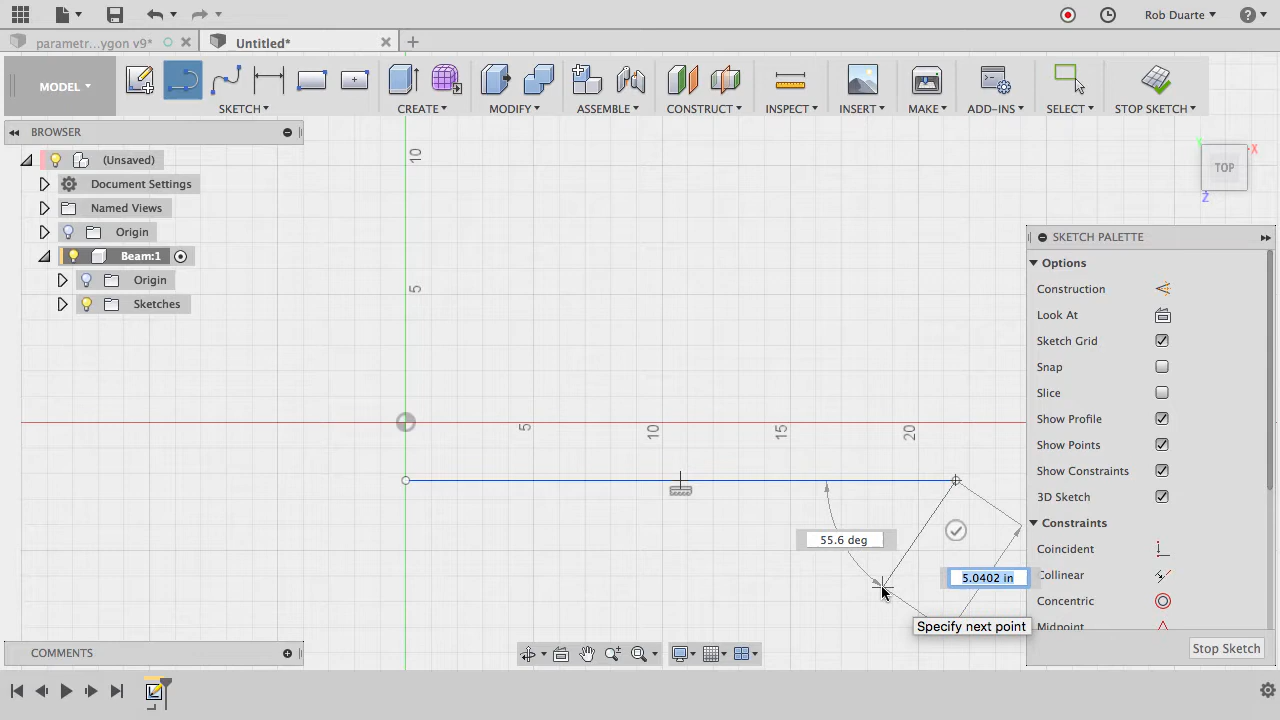 Rob Duarte
parametr...ygon v9*
Untitled*
MODEL
SKETCH
CREATE
MODIFY
ASSEMBLE
CONSTRUCT
INSPECT
INSERT
MAKE
ADD-INS
SELECT
STOP SKETCH
BROWSER
(Unsaved)
Document Settings
Named Views
Origin
Beam:1
Origin
Sketches
10
5
5
10
15
20
TOP
X
Y
Z
SKETCH PALETTE
Options
Construction
Look At
Sketch Grid
Snap
Slice
Show Profile
Show Points
Show Constraints
3D Sketch
Constraints
Coincident
Collinear
Concentric
Midpoint
Stop Sketch
55.6 deg
5.0402 in
Specify next point
COMMENTS